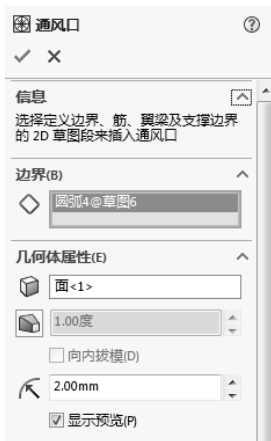 通风口
信息
选择定义边界、筋、翼梁及支撑边界
的 2D 草图段来插入通风口
边界(B)
圆弧4@草图6
几何体属性(E)
面<1>
1.00度
向内拔模(D)
2.00mm
显示预览(P)